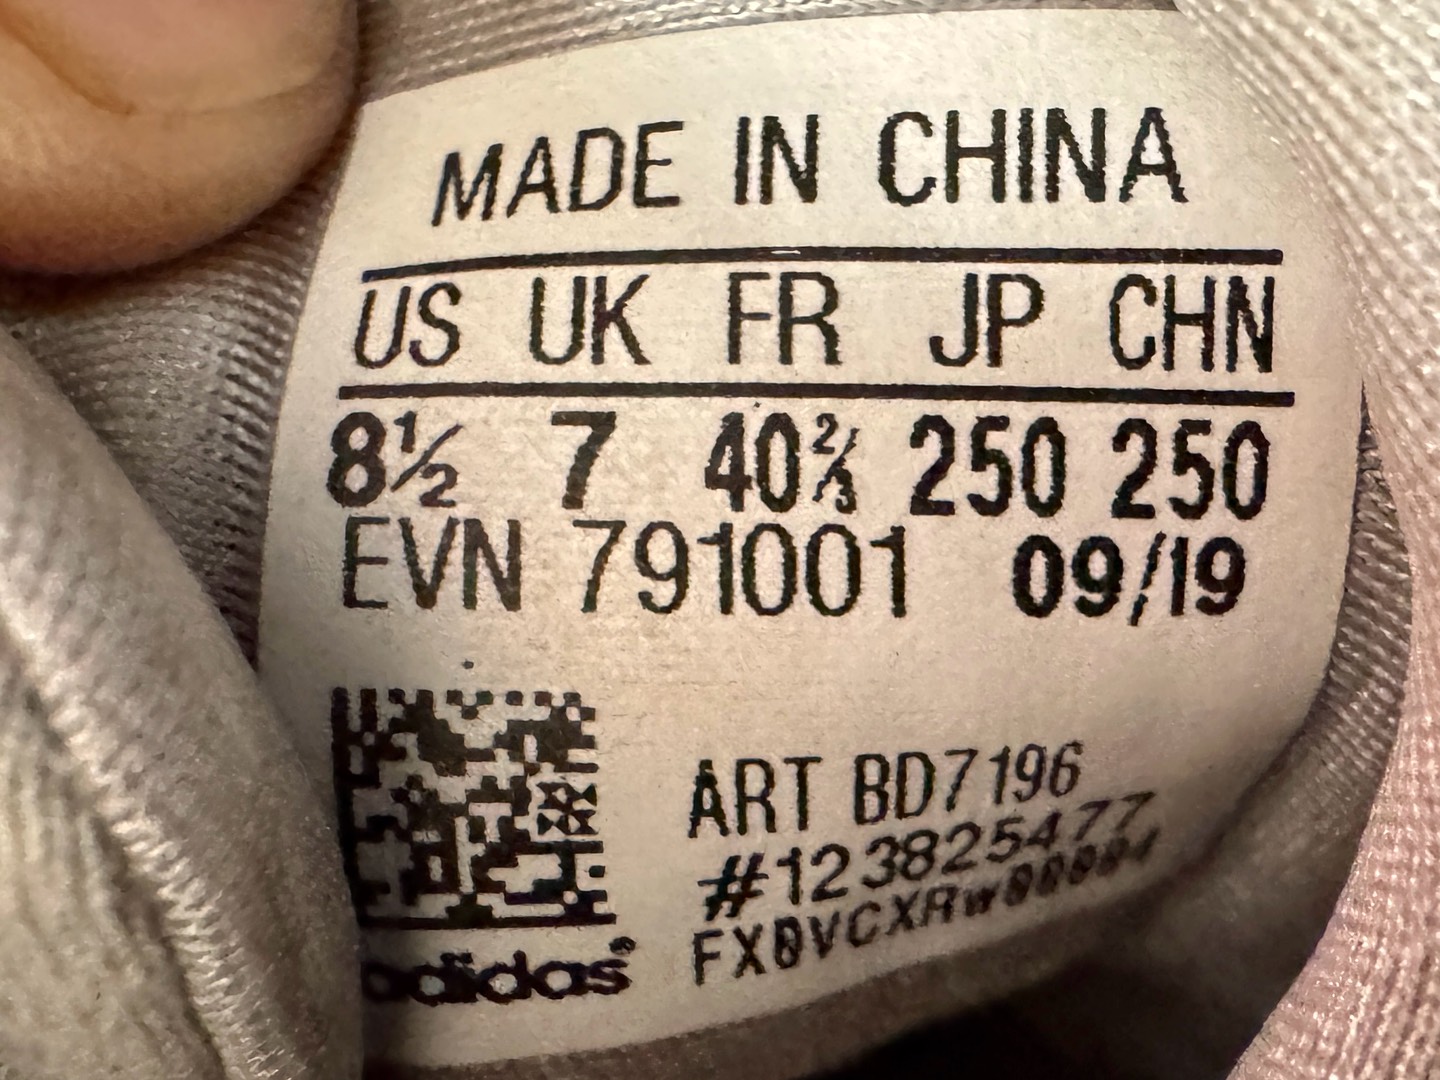 MADE IN CHINA
US UK FR JP CHN
8½ 7 40⅔ 250 250
EVN 791001 09/19
ART BD7196
#123825477
FX0VCXRw00004
adidas®